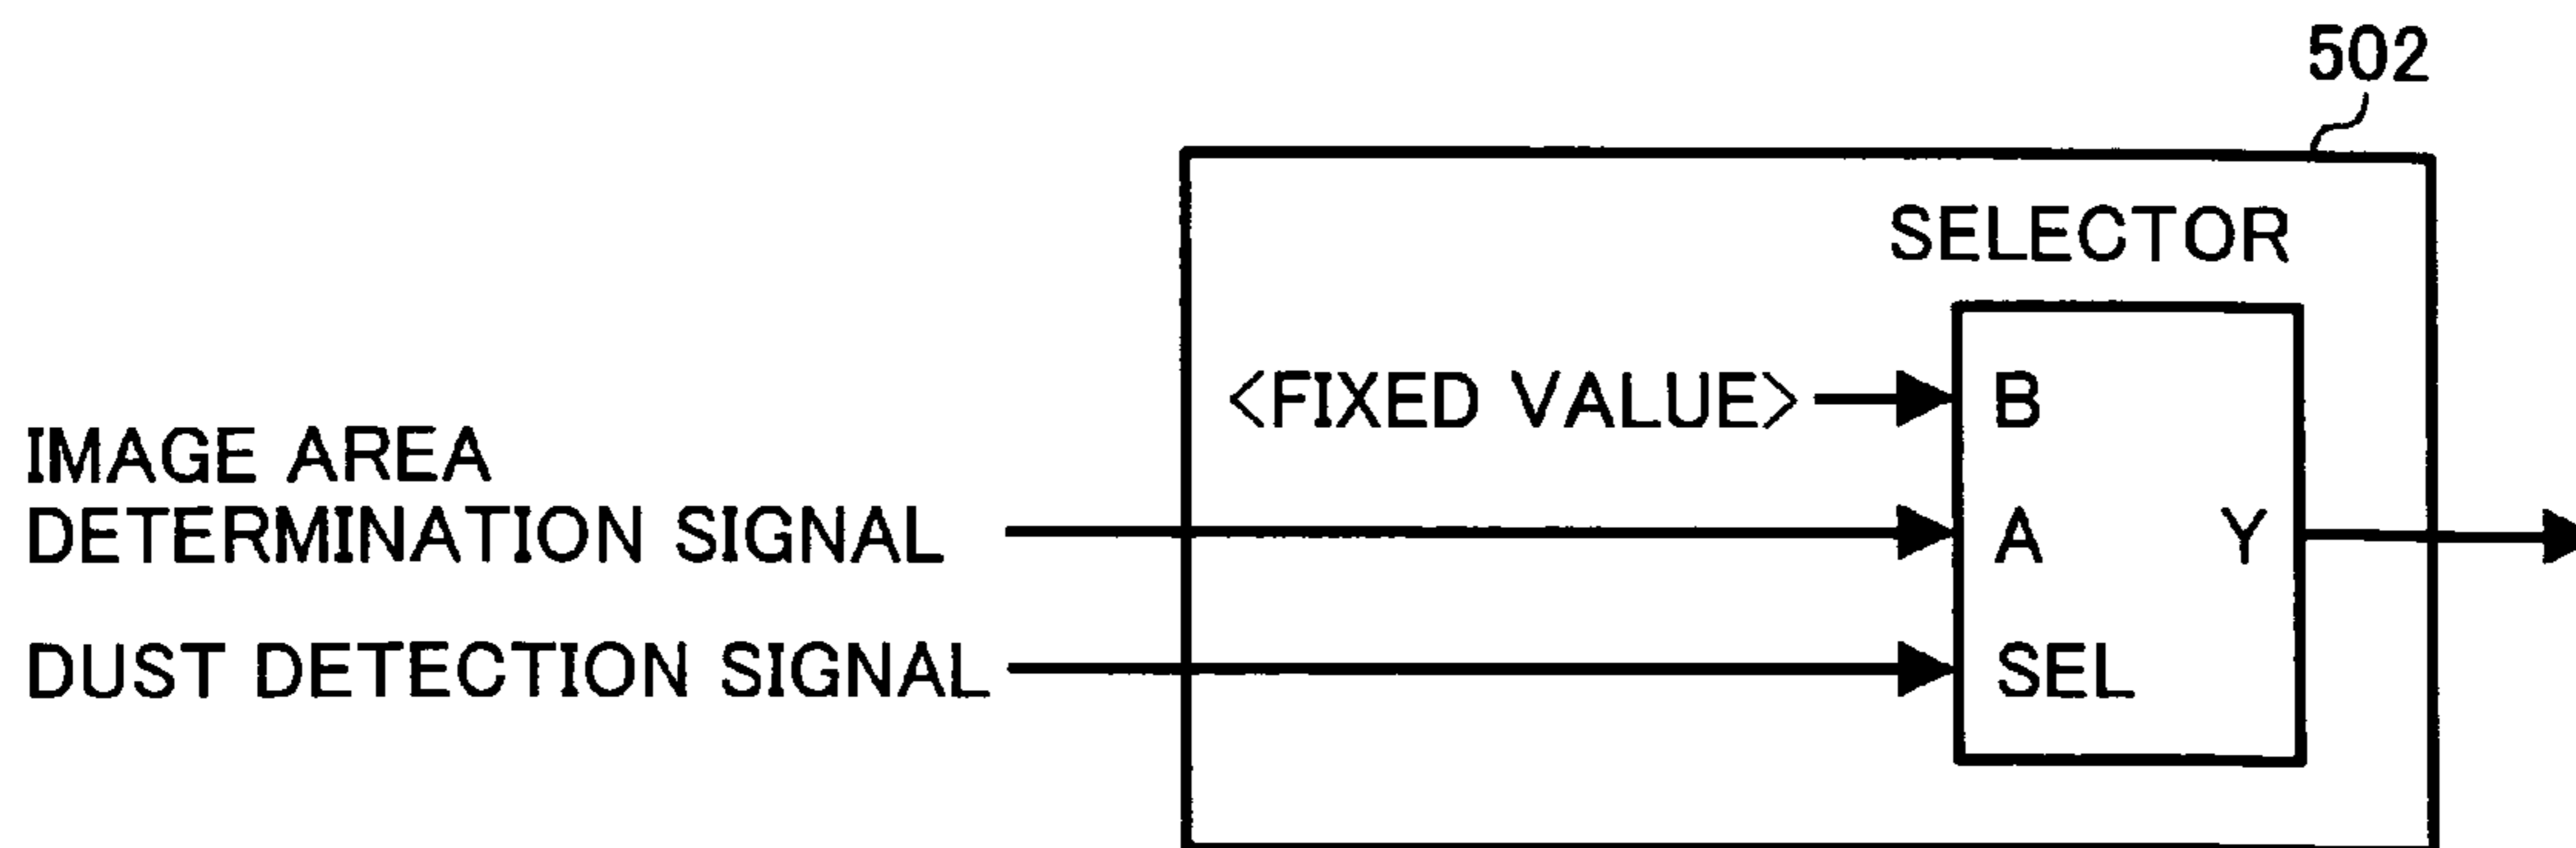 502
SELECTOR
<FIXED VALUE>
B
IMAGE AREA
DETERMINATION SIGNAL
A
Y
DUST DETECTION SIGNAL
SEL